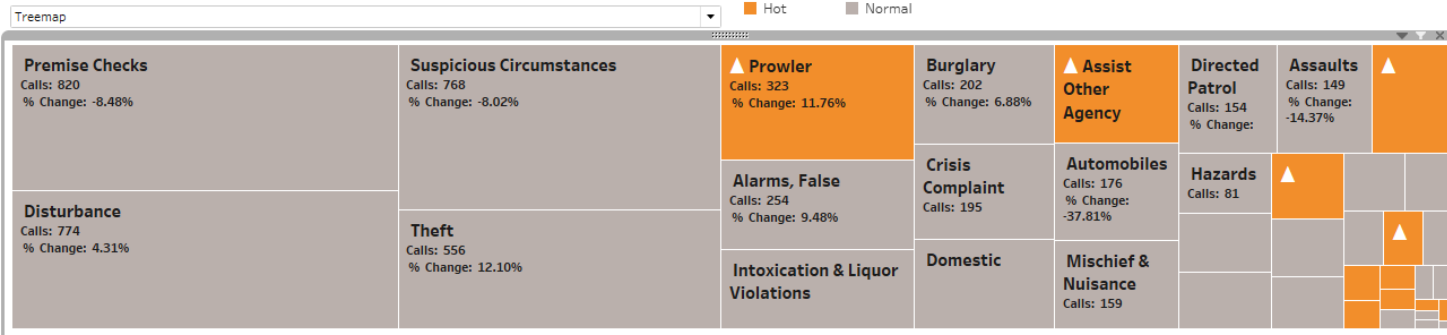 Treemap
Hot
Normal
Premise Checks
Calls: 820
% Change: -8.48%
Disturbance
Calls: 774
% Change: 4.31%
Suspicious Circumstances
Calls: 768
% Change: -8.02%
Theft
Calls: 556
% Change: 12.10%
Prowler
Calls: 323
% Change: 11.76%
Alarms, False
Calls: 254
% Change: 9.48%
Intoxication & Liquor
Violations
Burglary
Calls: 202
% Change: 6.88%
Crisis
Complaint
Calls: 195
Domestic
Assist
Other
Agency
Automobiles
Calls: 176
% Change:
-37.81%
Mischief &
Nuisance
Calls: 159
Directed
Patrol
Calls: 154
% Change:
Assaults
Calls: 149
% Change:
-14.37%
Hazards
Calls: 81